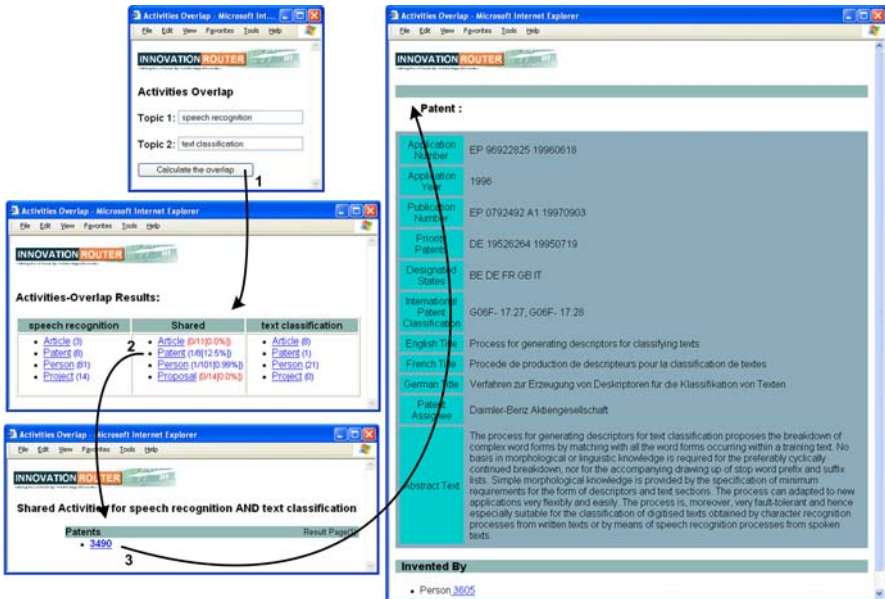 Activities Overlap - Microsoft Int...
File Edit View Favorites Tools Help
INNOVATION ROUTER
Activities Overlap
Topic 1: speech recognition
Topic 2: text classification
Calculate the overlap
1
Activities Overlap - Microsoft Internet Explorer
File Edit View Favorites Tools Help
INNOVATION ROUTER
Activities-Overlap Results:
speech recognition Shared text classification
• Article (3) • Article (0/11[0.0%]) • Article (8)
2 • Patent (8) • Patent (1/8[12.5%]) • Patent (1)
• Person (81) • Person (1/101[0.99%]) • Person (21)
• Project (14) • Proposal (0/14[0.0%]) • Project (0)
Activities Overlap - Microsoft Internet Explorer
File Edit View Favorites Tools Help
INNOVATION ROUTER
Shared Activities for speech recognition AND text classification
Patents Result Page(1)
• 3490
3
Activities Overlap - Microsoft Internet Explorer
File Edit View Favorites Tools Help
INNOVATION ROUTER
Patent :
Application Number EP 96922825 19960618
Application Year 1996
Publication Number EP 0792492 A1 19970903
Priority Patents DE 19526264 19950719
Designated States BE DE FR GB IT
International Patent Classification G06F- 17:27, G06F- 17:28
English Title Process for generating descriptors for classifying texts
French Title Procede de production de descripteurs pour la classification de textes
German Title Verfahren zur Erzeugung von Deskriptoren für die Klassifikation von Texten
Patent Assignee Daimler-Benz Aktiengesellschaft
Abstract Text
The process for generating descriptors for text classification proposes the breakdown of
complex word forms by matching with all the word forms occurring within a training text. No
basis in morphological or linguistic knowledge is required for the preferably cyclically
continued breakdown, nor for the accompanying drawing up of stop word prefix and suffix
lists. Simple morphological knowledge is provided by the specification of minimum
requirements for the form of descriptors and text sections. The process can adapted to new
applications very flexibly and easily. The process is, moreover, very fault-tolerant and hence
especially suitable for the classification of digitised texts obtained by character recognition
processes from written texts or by means of speech recognition processes from spoken
texts.
Invented By
• Person 3605